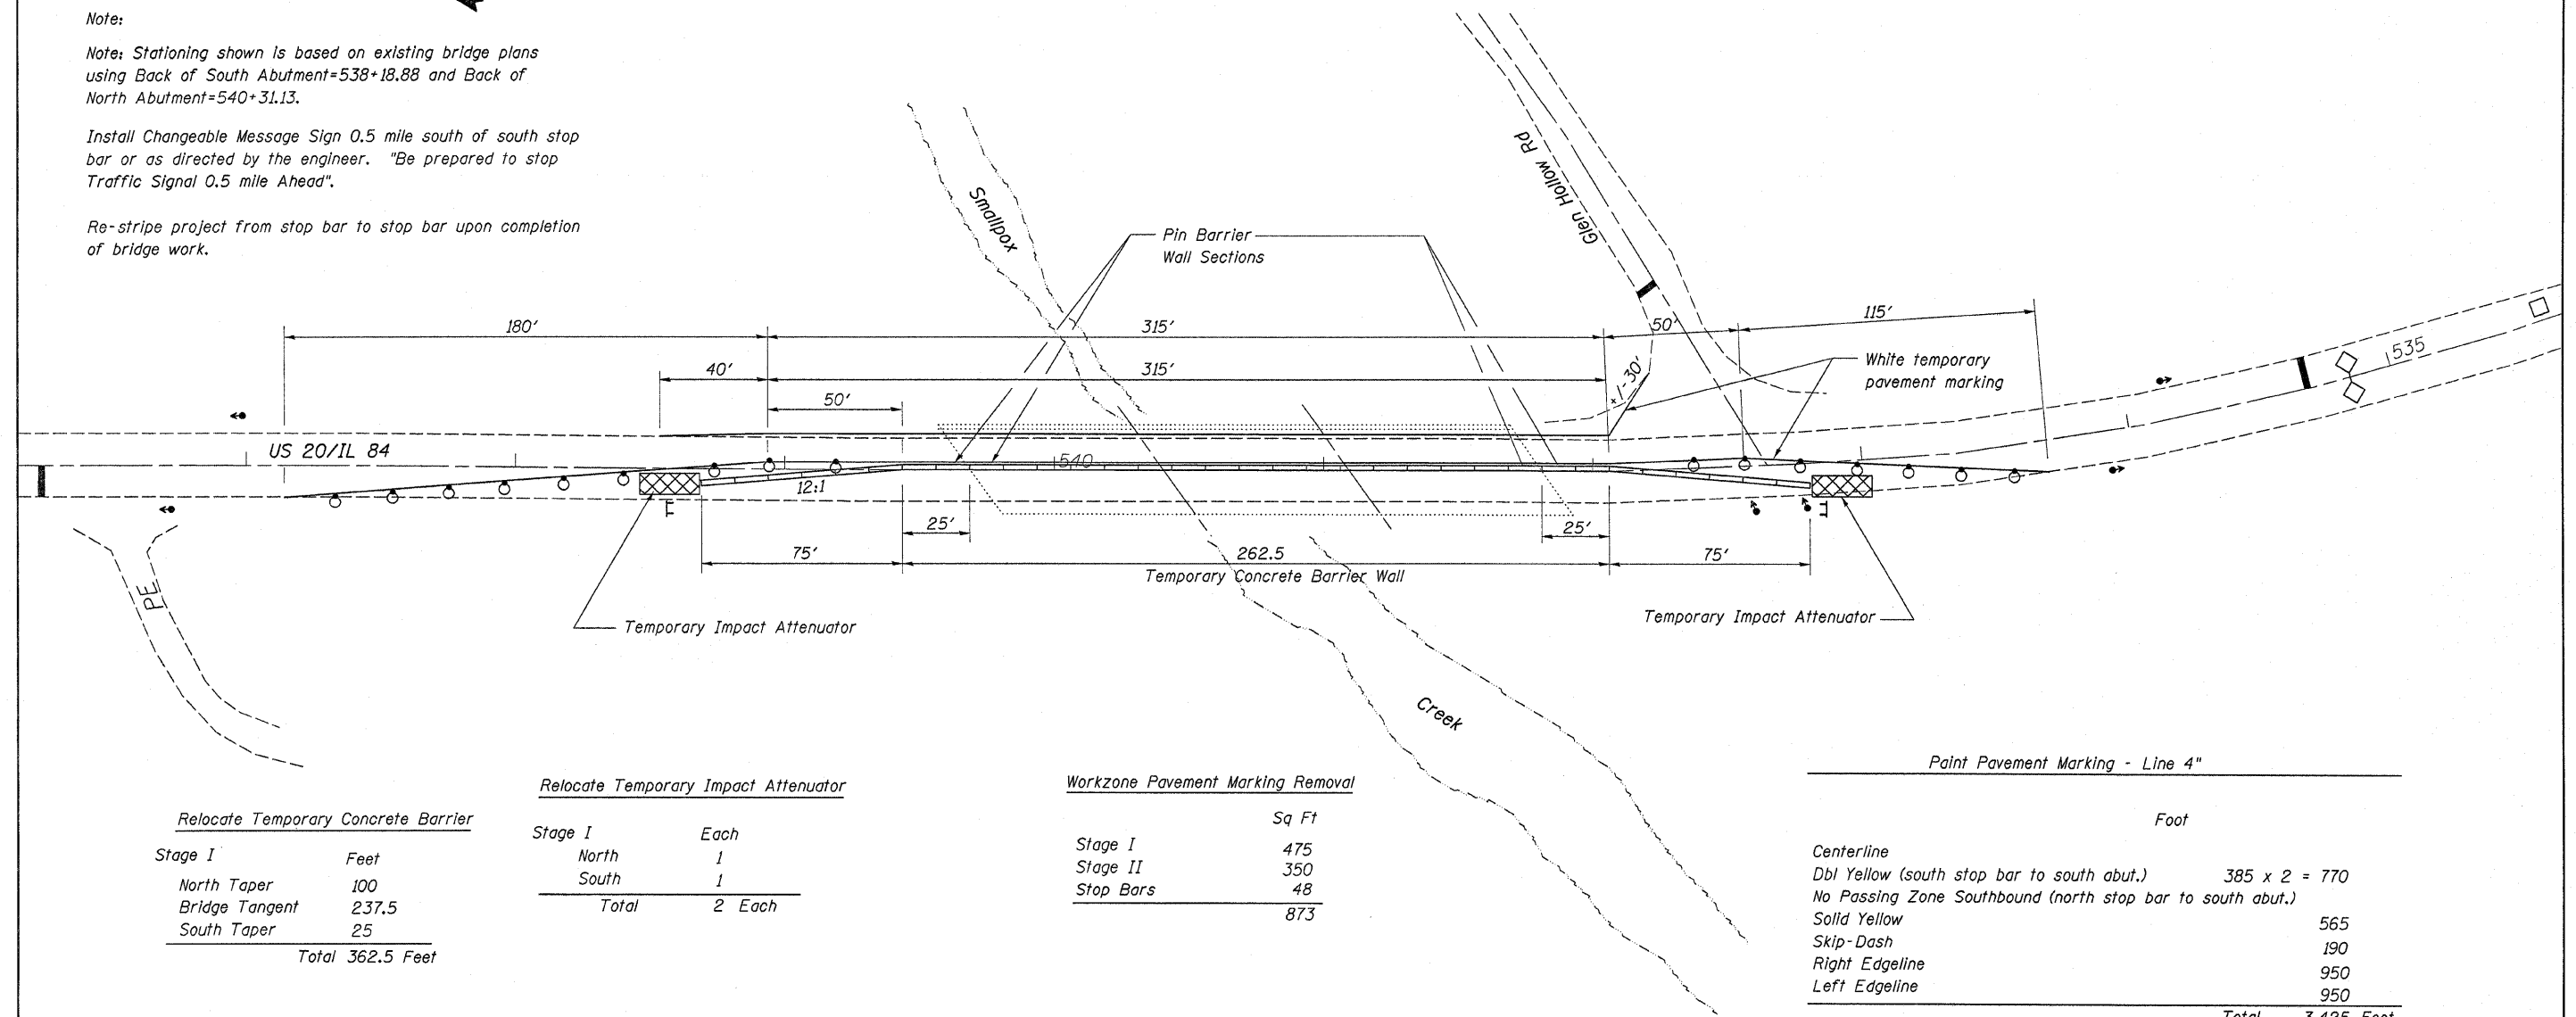 Note:
Note: Stationing shown is based on existing bridge plans
using Back of South Abutment=538+18.88 and Back of
North Abutment=540+31.13.
Install Changeable Message Sign 0.5 mile south of south stop
bar or as directed by the engineer. "Be prepared to stop
Traffic Signal 0.5 mile Ahead".
Re-stripe project from stop bar to stop bar upon completion
of bridge work.
Smallpox
Glen Hollow Rd
Pin Barrier
Wall Sections
180'
315'
50'
115'
40'
315'
+/-30'
White temporary
pavement marking
535
50'
US 20/IL 84
540
12:1
25'
25'
75'
262.5
75'
Temporary Concrete Barrier Wall
PE
Temporary Impact Attenuator
Temporary Impact Attenuator
Creek
Relocate Temporary Concrete Barrier
Stage I Feet
North Taper 100
Bridge Tangent 237.5
South Taper 25
Total 362.5 Feet
Relocate Temporary Impact Attenuator
Stage I Each
North 1
South 1
Total 2 Each
Workzone Pavement Marking Removal
Sq Ft
Stage I 475
Stage II 350
Stop Bars 48
873
Paint Pavement Marking - Line 4"
Foot
Centerline
Dbl Yellow (south stop bar to south abut.) 385 x 2 = 770
No Passing Zone Southbound (north stop bar to south abut.)
Solid Yellow 565
Skip-Dash 190
Right Edgeline 950
Left Edgeline 950
Total 3,425 Feet